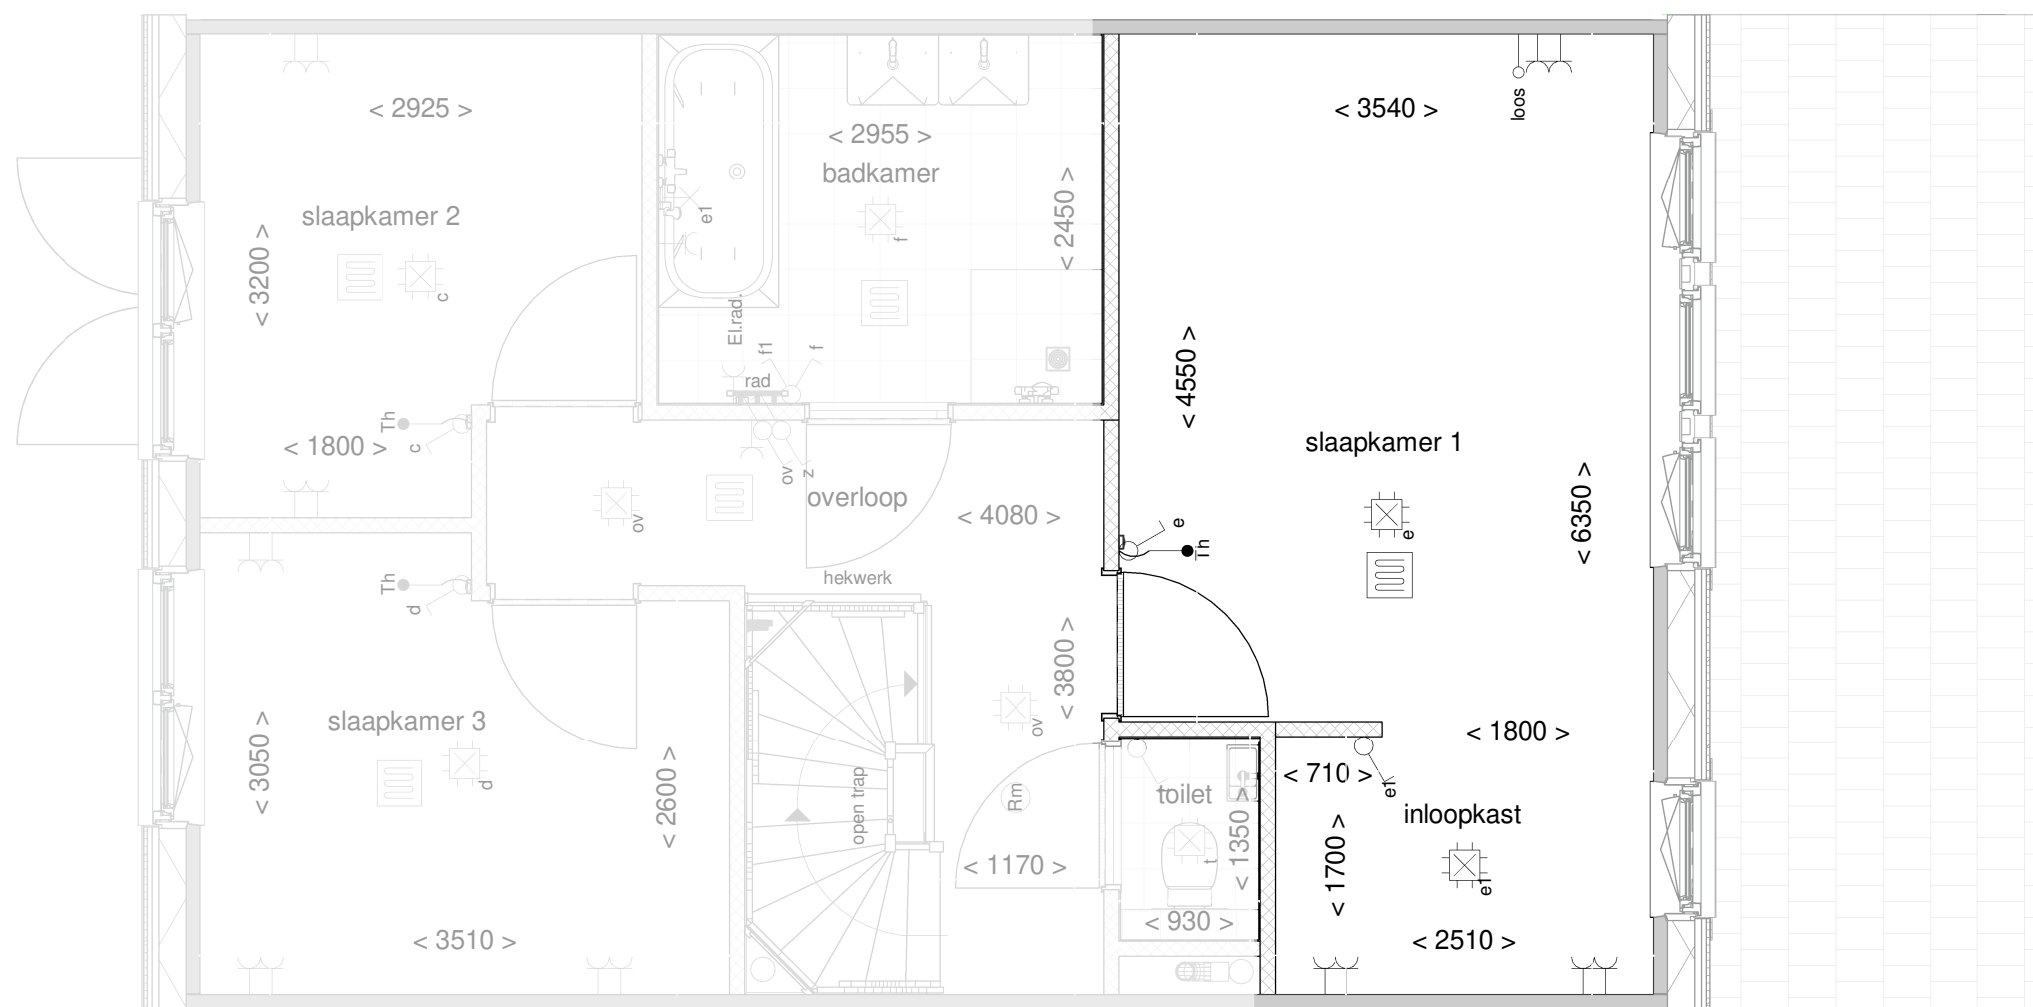 < 2925 >
< 2955 >
< 3540 >
loos
badkamer
slaapkamer 2
e1
f
< 2450 >
< 3200 >
c
El.rad.
f1
f
rad
< 4550 >
Th
c
< 1800 >
slaapkamer 1
ov
z
overloop
ov
< 4080 >
e
Th
e
< 6350 >
hekwerk
Th
d
< 3800 >
slaapkamer 3
ov
< 1800 >
d
< 3050 >
< 2600 >
open trap
Rm
toilet
t
< 1350 >
< 710 >
e1
inloopkast
t
< 1170 >
< 1700 >
e1
< 930 >
< 3510 >
< 2510 >